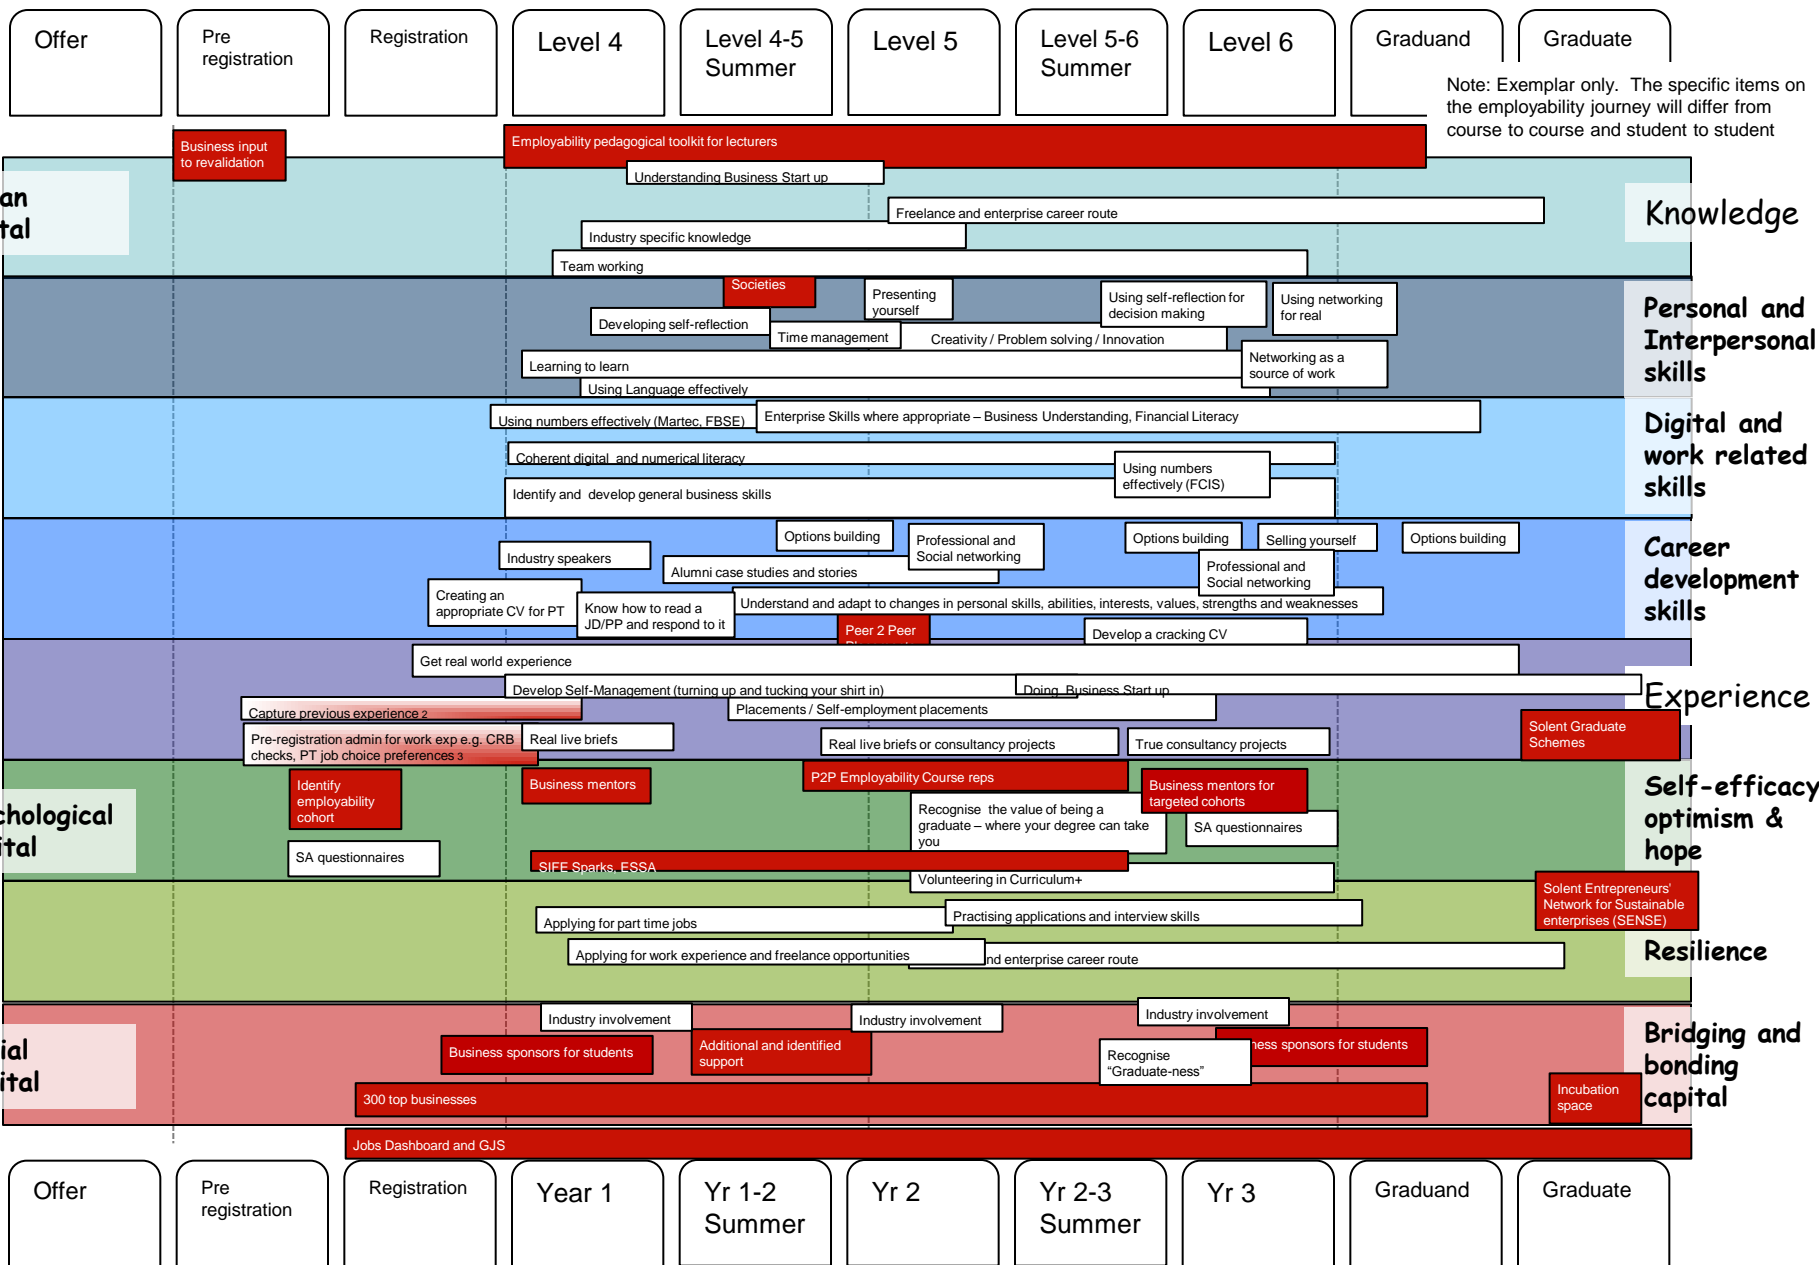 Offer
Pre
registration
Registration
Level 4
Level 4-5
Summer
Level 5
Level 5-6
Summer
Level 6
Graduand
Graduate
Note: Exemplar only. The specific items on
the employability journey will differ from
course to course and student to student
Business input
to revalidation
Employability pedagogical toolkit for lecturers
Understanding Business Start up
an
tal
Freelance and enterprise career route
Knowledge
Industry specific knowledge
Team working
Societies
Presenting
yourself
Using self-reflection for
decision making
Using networking
for real
Developing self-reflection
Time management
Creativity / Problem solving / Innovation
Personal and
Interpersonal
skills
Learning to learn
Networking as a
source of work
Using Language effectively
Using numbers effectively (Martec, FBSE)
Enterprise Skills where appropriate – Business Understanding, Financial Literacy
Digital and
work related
skills
Coherent digital and numerical literacy
Using numbers
effectively (FCIS)
Identify and develop general business skills
Options building
Professional and
Social networking
Options building
Selling yourself
Options building
Industry speakers
Alumni case studies and stories
Professional and
Social networking
Career
development
skills
Creating an
appropriate CV for PT
Know how to read a
JD/PP and respond to it
Understand and adapt to changes in personal skills, abilities, interests, values, strengths and weaknesses
Peer 2 Peer
Develop a cracking CV
Get real world experience
Develop Self-Management (turning up and tucking your shirt in)
Doing Business Start up
Experience
Capture previous experience 2
Placements / Self-employment placements
Pre-registration admin for work exp e.g. CRB
checks, PT job choice preferences 3
Real live briefs
Real live briefs or consultancy projects
True consultancy projects
Solent Graduate
Schemes
Identify
employability
cohort
Business mentors
P2P Employability Course reps
Business mentors for
targeted cohorts
Self-efficacy
optimism &
hope
chological
ital
Recognise the value of being a
graduate – where your degree can take
you
SA questionnaires
SA questionnaires
SIFE Sparks, ESSA
Volunteering in Curriculum+
Solent Entrepreneurs'
Network for Sustainable
enterprises (SENSE)
Applying for part time jobs
Practising applications and interview skills
Applying for work experience and freelance opportunities
nd enterprise career route
Resilience
Industry involvement
Industry involvement
Industry involvement
ial
ital
Business sponsors for students
Additional and identified
support
Recognise
“Graduate-ness”
ness sponsors for students
Bridging and
bonding
capital
300 top businesses
Incubation
space
Jobs Dashboard and GJS
Offer
Pre
registration
Registration
Year 1
Yr 1-2
Summer
Yr 2
Yr 2-3
Summer
Yr 3
Graduand
Graduate